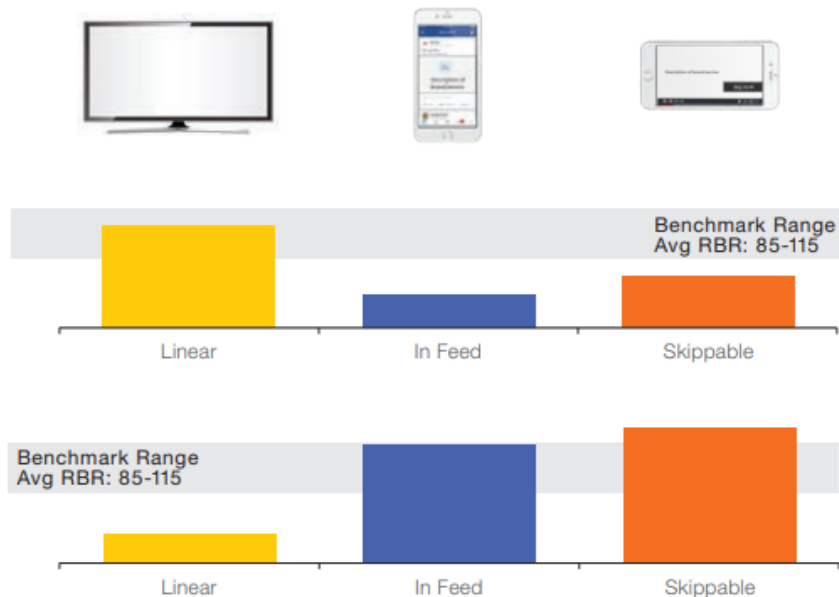 Benchmark Range
Avg RBR: 85-115
Linear
In Feed
Skippable
Benchmark Range
Avg RBR: 85-115
Linear
In Feed
Skippable